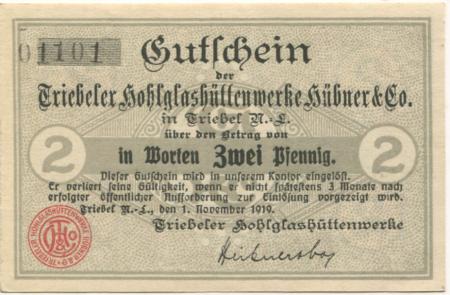 01101
Gutschein
der
Triebeler Hohlglashüttenwerke Hübner & Co.
in Triebel N.-L.
über den Betrag von
2 in Worten Zwei Pfennig. 2
Dieser Gutschein wird in unserem Kontor eingelöst.
Er verliert seine Gültigkeit, wenn er nicht spätestens 3 Monate nach
erfolgter öffentlicher Aufforderung zur Einlösung vorgezeigt wird.
Triebel N.-L., den 1. November 1919.
Triebeler Hohlglashüttenwerke